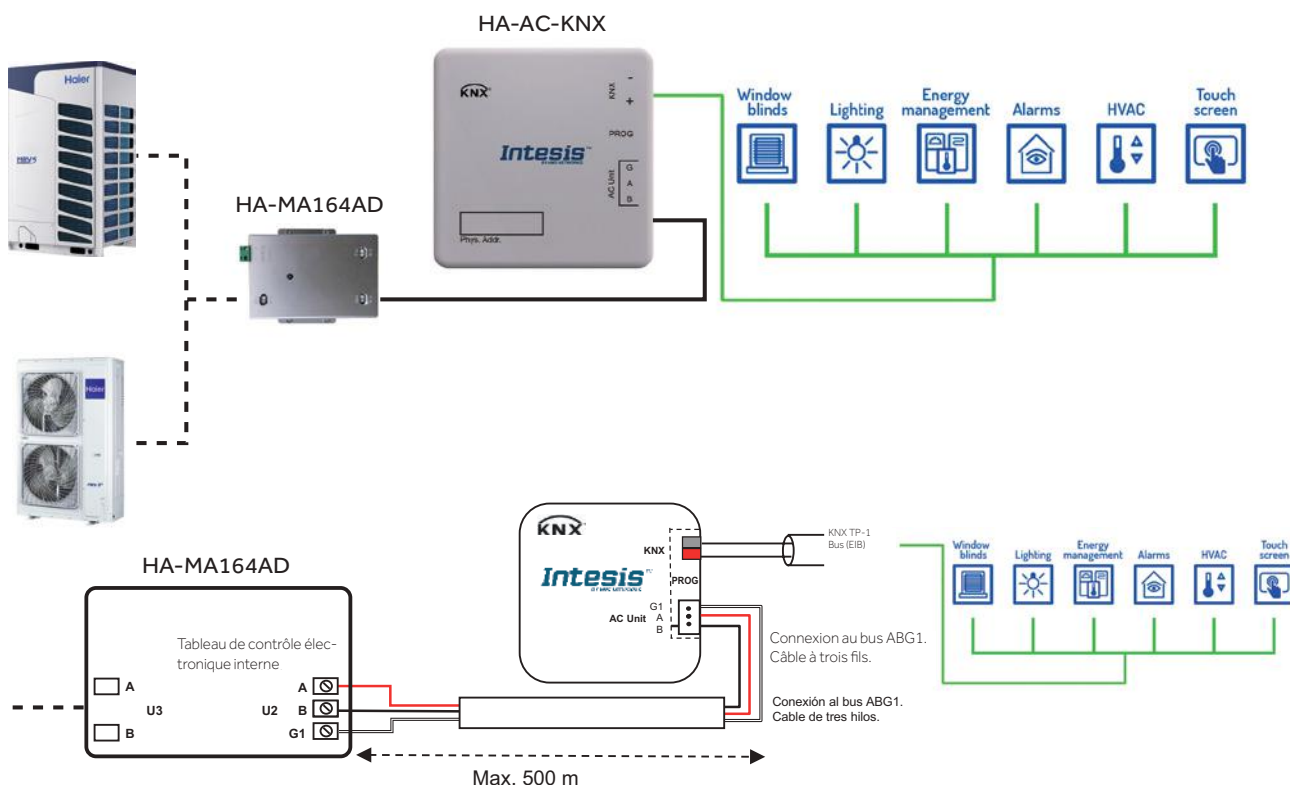 HA-AC-KNX
Haier
KNX
KNX
-
+
PROG
Intesis™
AC Unit
G
A
B
Phys. Addr.
Window
blinds
Lighting
Energy
management
Alarms
HVAC
Touch
screen
HA-MA164AD
Haier
HA-MA164AD
Tableau de contrôle élec-
tronique interne
A
U3
B
A
U2 B
G1
KNX
Intesis
KNX
PROG
G1
AC Unit A
B
KNX TP-1
Bus (EIB)
Connexion au bus ABG1.
Câble à trois fils.
Conexión al bus ABG1.
Cable de tres hilos.
Max. 500 m
Window
blinds
Lighting
Energy
management
Alarms
HVAC
Touch
screen